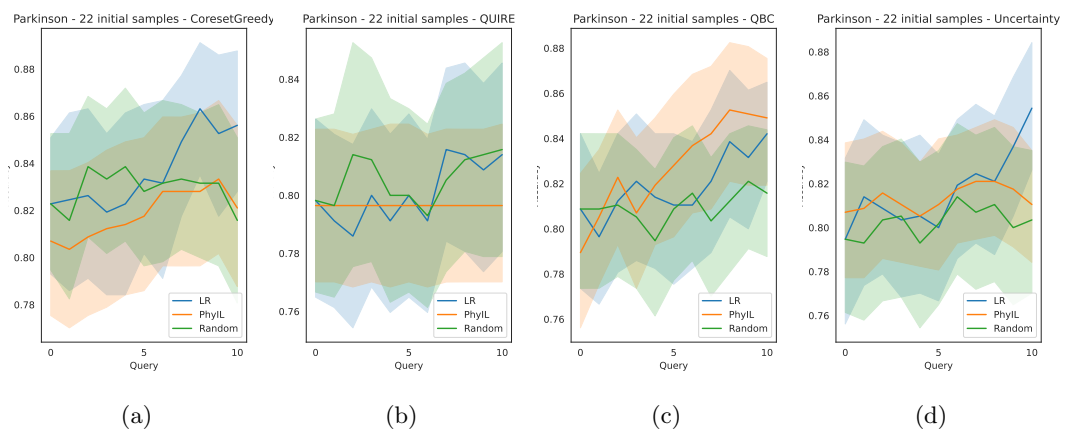 Parkinson - 22 initial samples - CoresetGreedy
0.88
0.86
0.84
0.82
0.80
0.78
0
5
10
Query
LR
PhyIL
Random
(a)
Parkinson - 22 initial samples - QUIRE
0.84
0.82
0.80
0.78
0.76
0
5
10
Query
LR
PhyIL
Random
(b)
Parkinson - 22 initial samples - QBC
0.88
0.86
0.84
0.82
0.80
0.78
0.76
0
5
10
Query
LR
PhyIL
Random
(c)
Parkinson - 22 initial samples - Uncertainty
0.88
0.86
0.84
0.82
0.80
0.78
0.76
0
5
10
Query
LR
PhyIL
Random
(d)